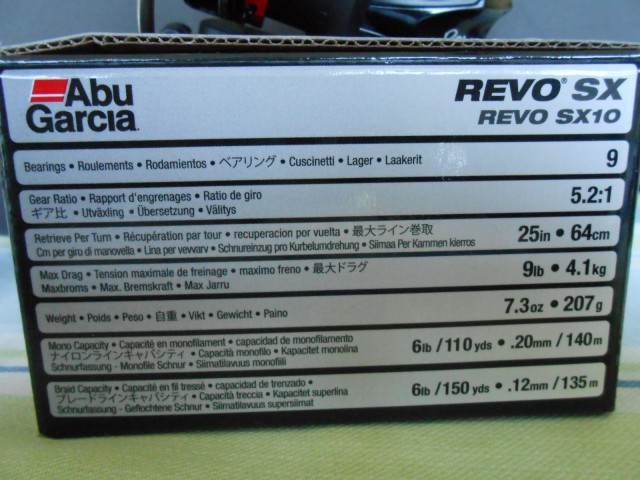 Abu
Garcia
REVO® SX
REVO SX10
Bearings • Roulements • Rodamientos • ベアリング • Cuscinetti • Lager • Laakerit
9
Gear Ratio • Rapport d'engrenages • Ratio de giro
ギア比 • Utväxling • Übersetzung • Välitys
5.2:1
Retrieve Per Turn • Récupération par tour • recuperacion por vuelta • 最大ライン巻取
Cm per giro di manovella • Lina per vevvarv • Schnureinzug pro Kurbelumdrehung • Siimaa Per Kammen kierros
25in • 64cm
Max Drag • Tension maximale de freinage • maximo freno • 最大ドラグ
Maxbroms • Max. Bremskraft • Max Jarru
9lb • 4.1kg
Weight • Poids • Peso • 自重 • Vikt • Gewicht • Paino
7.3oz • 207g
Mono Capacity • Capacité en monofilament • capacidad de monofilamento
ナイロンラインキャパシティ • Capacità monofilo • Kapacitet monolina
Schnurfassung - Monofile Schnur • Siimatilavuus monofiili
6lb / 110 yds • .20mm / 140 m
Braid Capacity • Capacité en fil tressé • capacidad de trenzado •
ブレードラインキャパシティ • Capacità treccia • Kapacitet superlina
Schnurfassung - Geflochtene Schnur • Siimatilavuus supersiimat
6lb / 150 yds • .12mm / 135 m